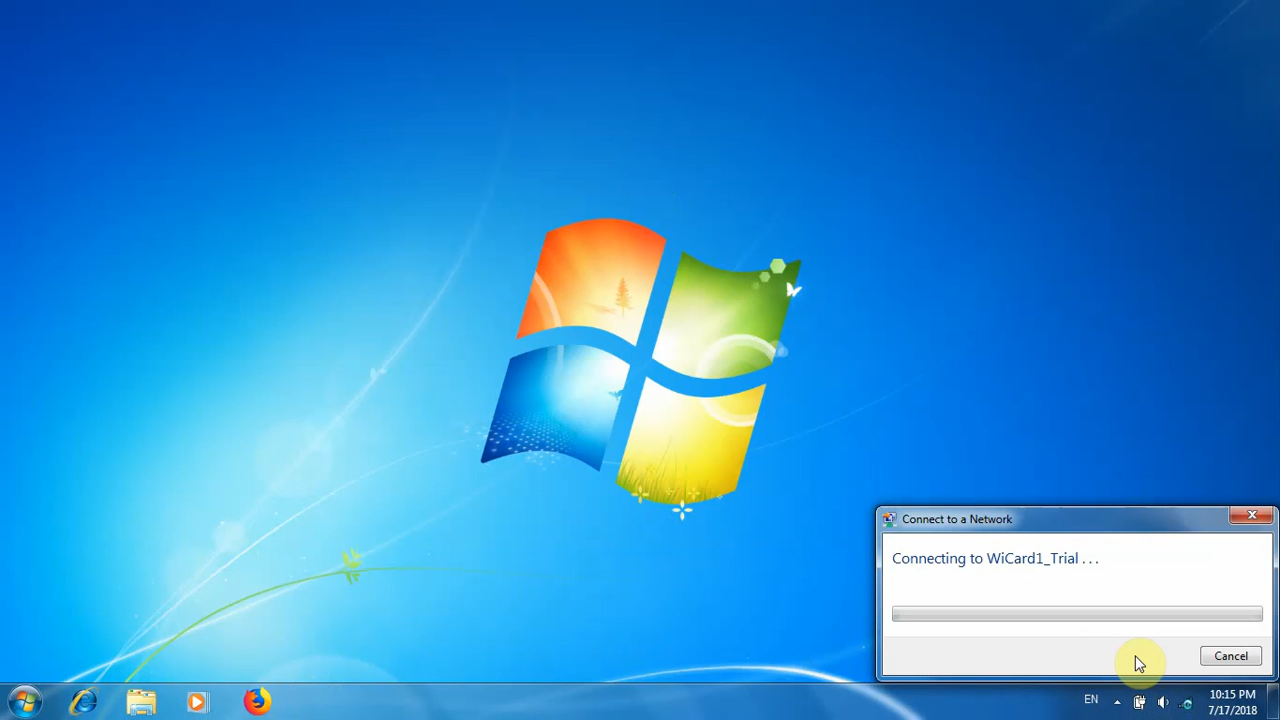 Connect to a Network
Connecting to WiCard1_Trial . . .
Cancel
EN
10:15 PM
7/17/2018